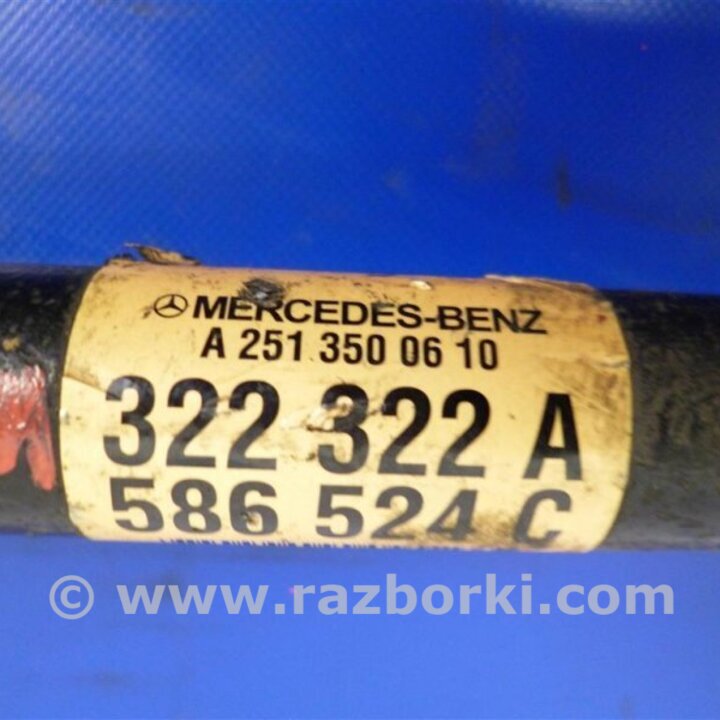 MERCEDES-BENZ
A 251 350 06 10
322 322 A
586 524 C
© www.razborki.com